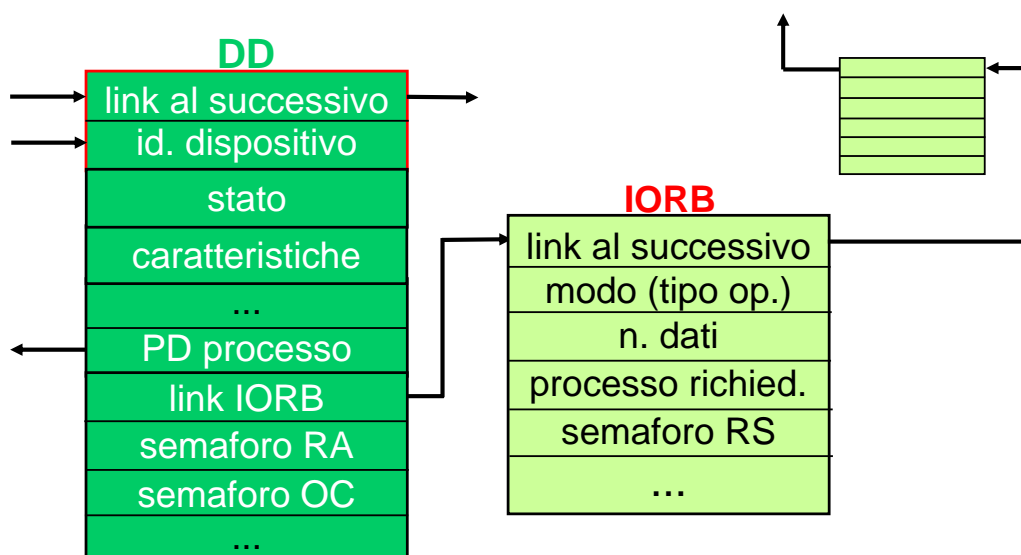 DD
link al successivo
id. dispositivo
stato
caratteristiche
...
PD processo
link IORB
semaforo RA
semaforo OC
...
IORB
link al successivo
modo (tipo op.)
n. dati
processo richied.
semaforo RS
...